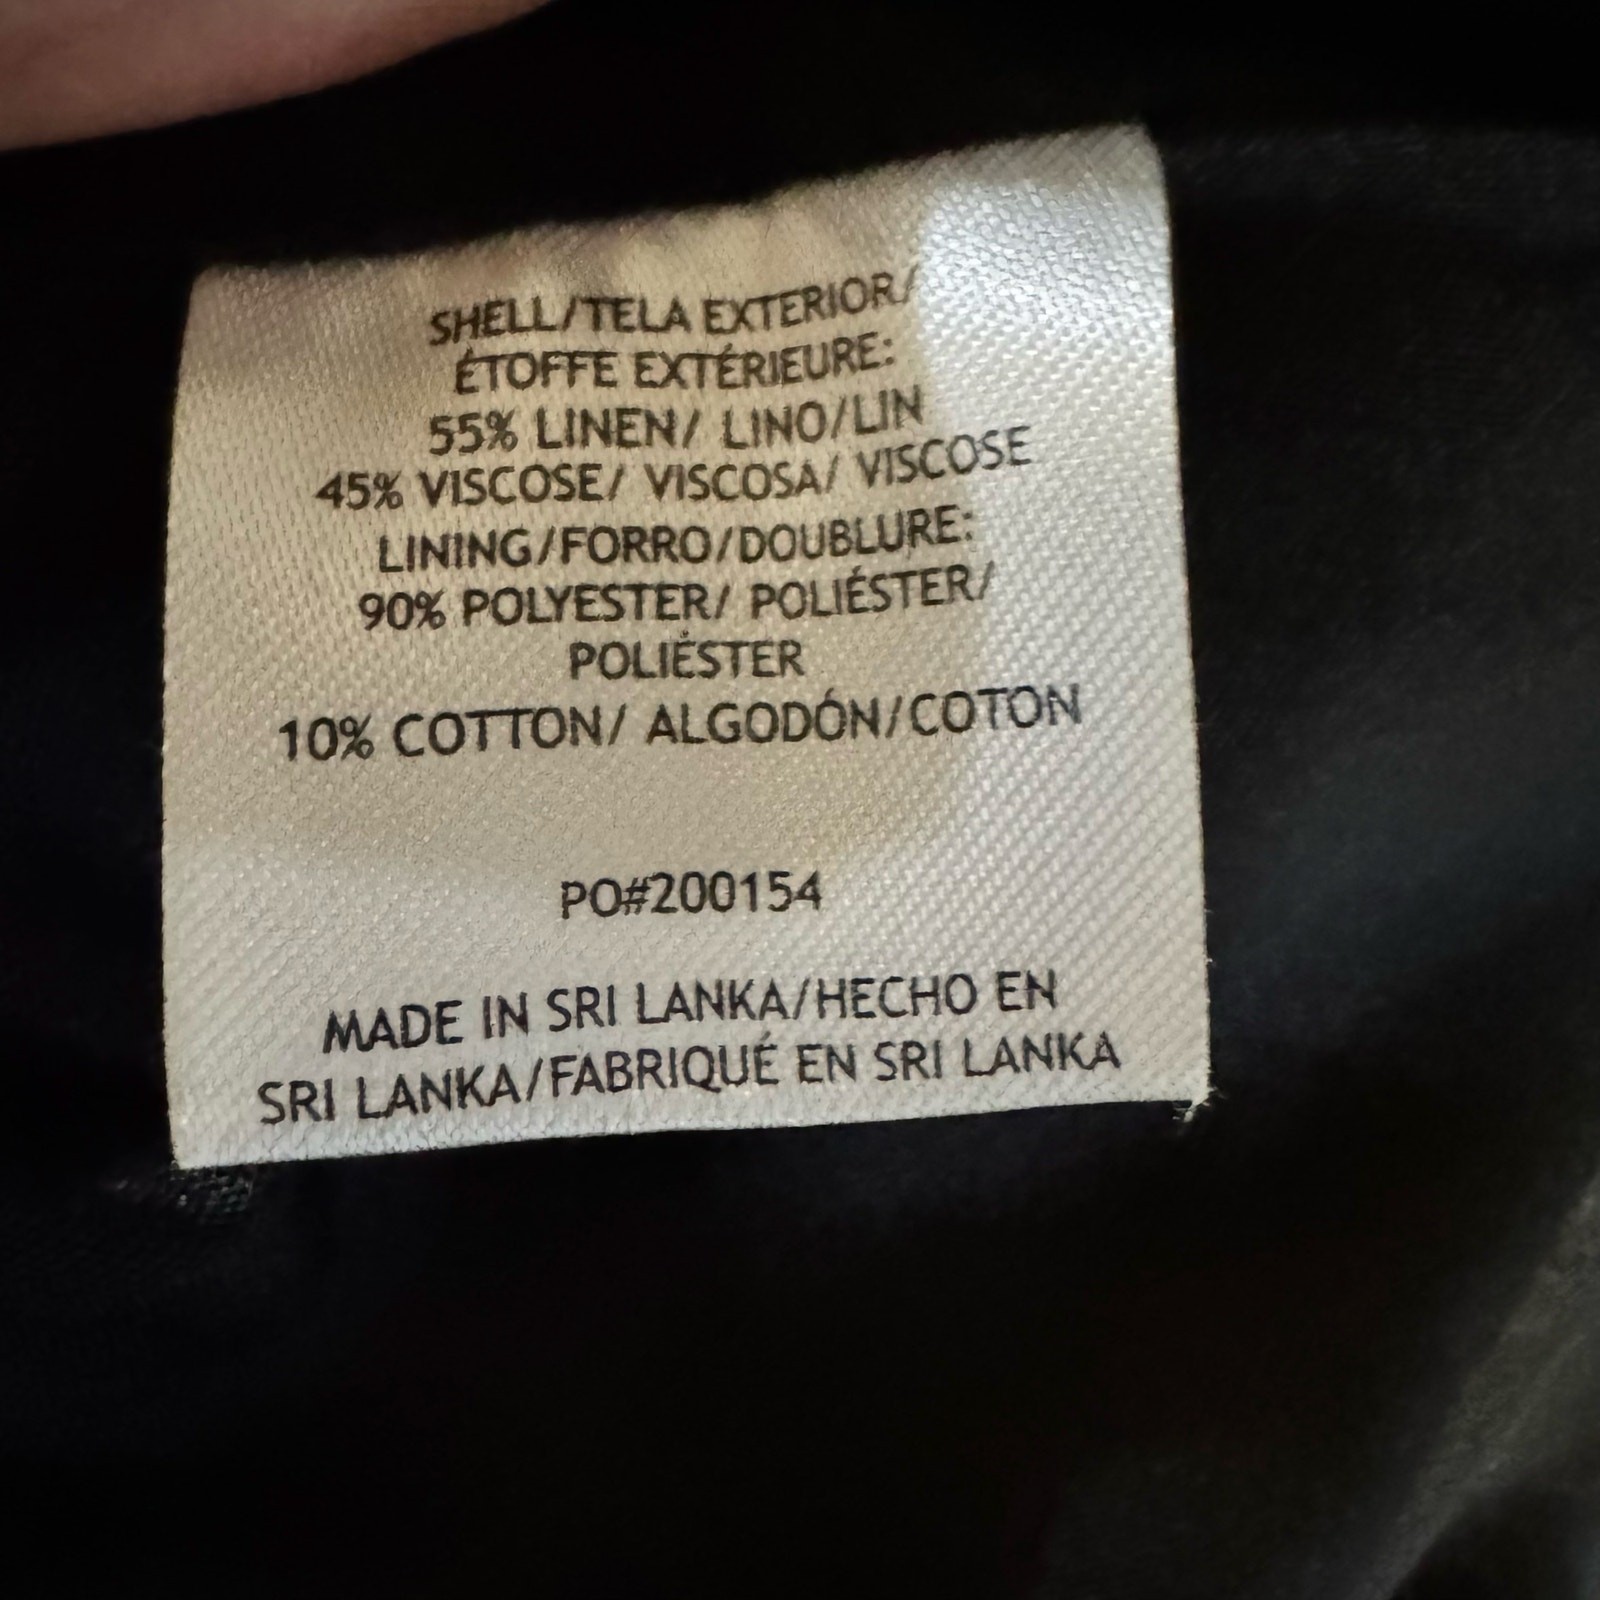 SHELL/TELA EXTERIOR/
ÉTOFFE EXTÉRIEURE:
55% LINEN/ LINO/LIN
45% VISCOSE/ VISCOSA/ VISCOSE
LINING/FORRO/DOUBLURE:
90% POLYESTER/ POLIÉSTER/
POLIÉSTER
10% COTTON/ ALGODÓN/COTON
PO#200154
MADE IN SRI LANKA/HECHO EN
SRI LANKA/FABRIQUÉ EN SRI LANKA